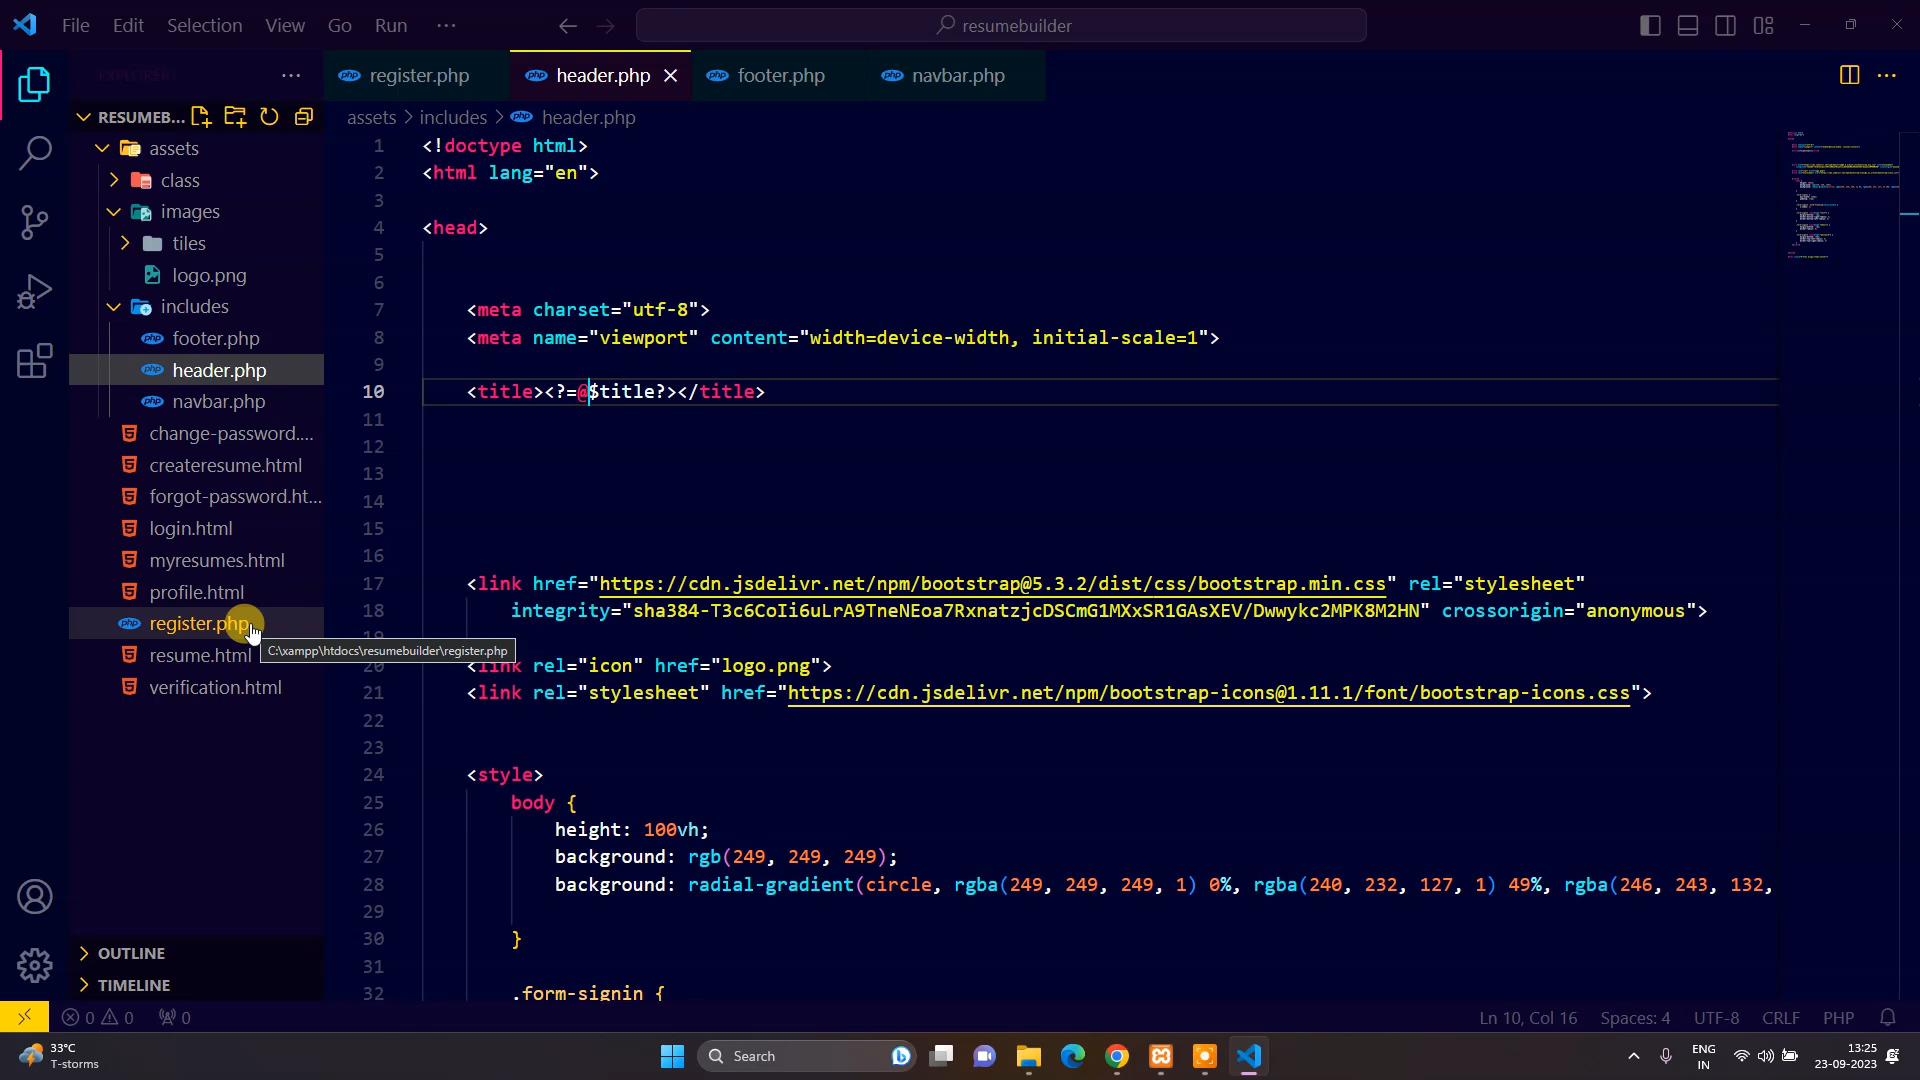 File Edit Selection View Go Run ··· resumebuilder
EXPLORER ···
register.php header.php footer.php navbar.php
RESUMEB...
assets > includes > header.php
assets
class
images
tiles
logo.png
includes
footer.php
header.php
navbar.php
change-password....
createresume.html
forgot-password.ht...
login.html
myresumes.html
profile.html
register.php
resume.html
verification.html
C:\xampp\htdocs\resumebuilder\register.php
OUTLINE
TIMELINE
1 <!doctype html>
2 <html lang="en">
3
4 <head>
5
6
7 <meta charset="utf-8">
8 <meta name="viewport" content="width=device-width, initial-scale=1">
9
10 <title><?=@$title?></title>
11
12
13
14
15
16
17 <link href="https://cdn.jsdelivr.net/npm/bootstrap@5.3.2/dist/css/bootstrap.min.css" rel="stylesheet"
18 integrity="sha384-T3c6CoIi6uLrA9TneNEoa7RxnatzjcDSCmG1MXxSR1GAsXEV/Dwwykc2MPK8M2HN" crossorigin="anonymous">
19
20 <link rel="icon" href="logo.png">
21 <link rel="stylesheet" href="https://cdn.jsdelivr.net/npm/bootstrap-icons@1.11.1/font/bootstrap-icons.css">
22
23
24 <style>
25 body {
26 height: 100vh;
27 background: rgb(249, 249, 249);
28 background: radial-gradient(circle, rgba(249, 249, 249, 1) 0%, rgba(240, 232, 127, 1) 49%, rgba(246, 243, 132,
29
30 }
31
32 .form-signin {
0 0 0 Ln 10, Col 16 Spaces: 4 UTF-8 CRLF PHP
33°C
T-storms
Search
ENG
IN
13:25
23-09-2023